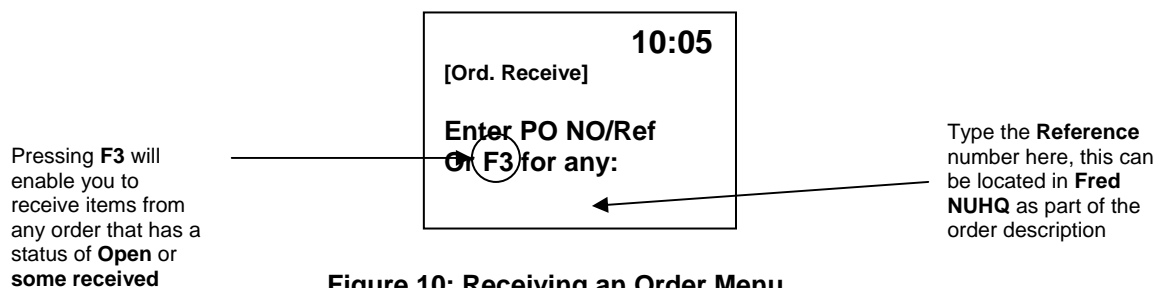 10:05
[Ord. Receive]
Enter PO NO/Ref
Or F3 for any:
Pressing F3 will
enable you to
receive items from
any order that has a
status of Open or
some received
Type the Reference
number here, this can
be located in Fred
NUHQ as part of the
order description
Figure 10: Receiving an Order Menu